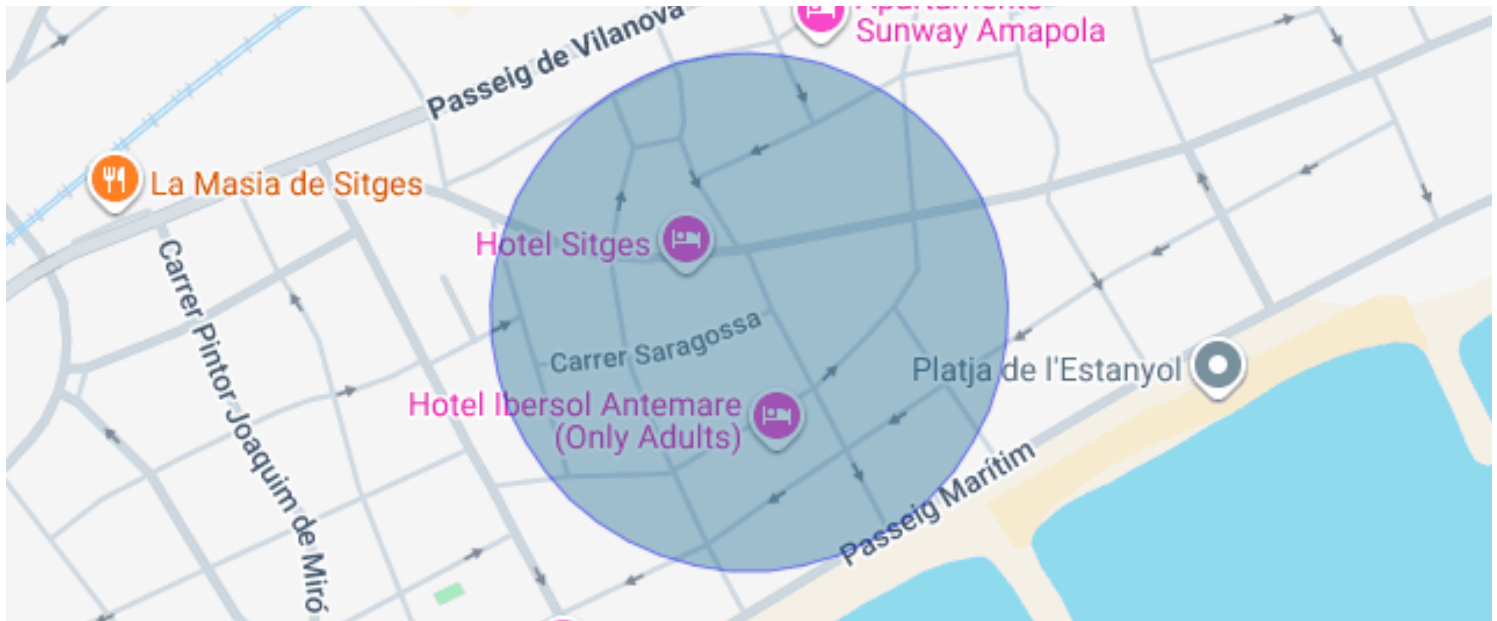 Apartamento
Sunway Amapola
Passeig de Vilanova
La Masia de Sitges
Hotel Sitges
Carrer Pintor Joaquim de Miró
Carrer Saragossa
Platja de l'Estanyol
Hotel Ibersol Antemare
(Only Adults)
Passeig Marítim